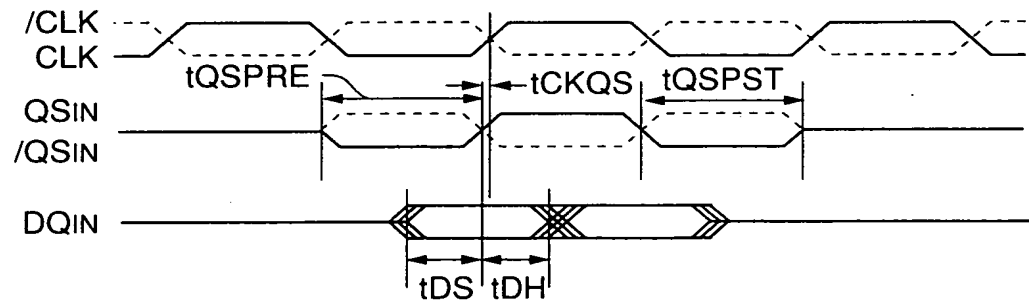 /CLK
CLK
tQSPRE
tCKQS
tQSPST
QSIN
/QSIN
DQIN
tDS
tDH